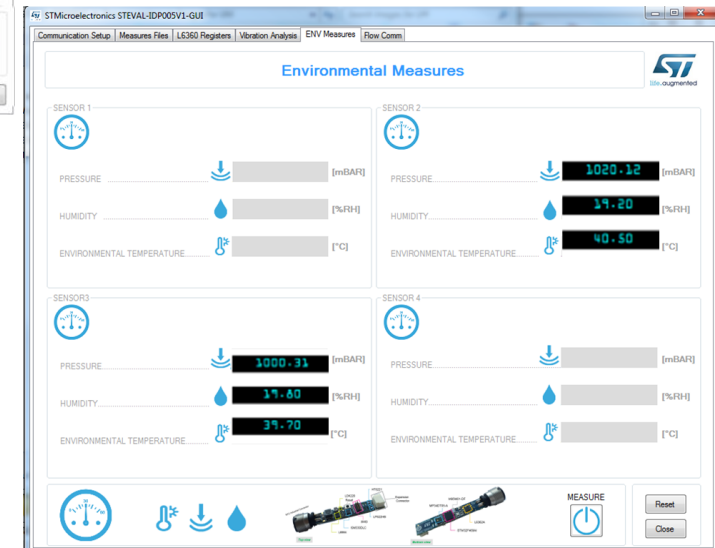 STMicroelectronics STEVAL-IDP005V1-GUI
Communication Setup Measures Files L6360 Registers Vibration Analysis ENV Measures Flow Comm
Environmental Measures
life.augmented
SENSOR 1
PRESSURE [mBAR]
HUMIDITY [%RH]
ENVIRONMENTAL TEMPERATURE [°C]
SENSOR 2
PRESSURE 1020.12 [mBAR]
HUMIDITY 19.20 [%RH]
ENVIRONMENTAL TEMPERATURE 40.50 [°C]
SENSOR3
PRESSURE 1000.31 [mBAR]
HUMIDITY 19.80 [%RH]
ENVIRONMENTAL TEMPERATURE 39.70 [°C]
SENSOR 4
PRESSURE [mBAR]
HUMIDITY [%RH]
ENVIRONMENTAL TEMPERATURE [°C]
MEASURE
Reset
Close